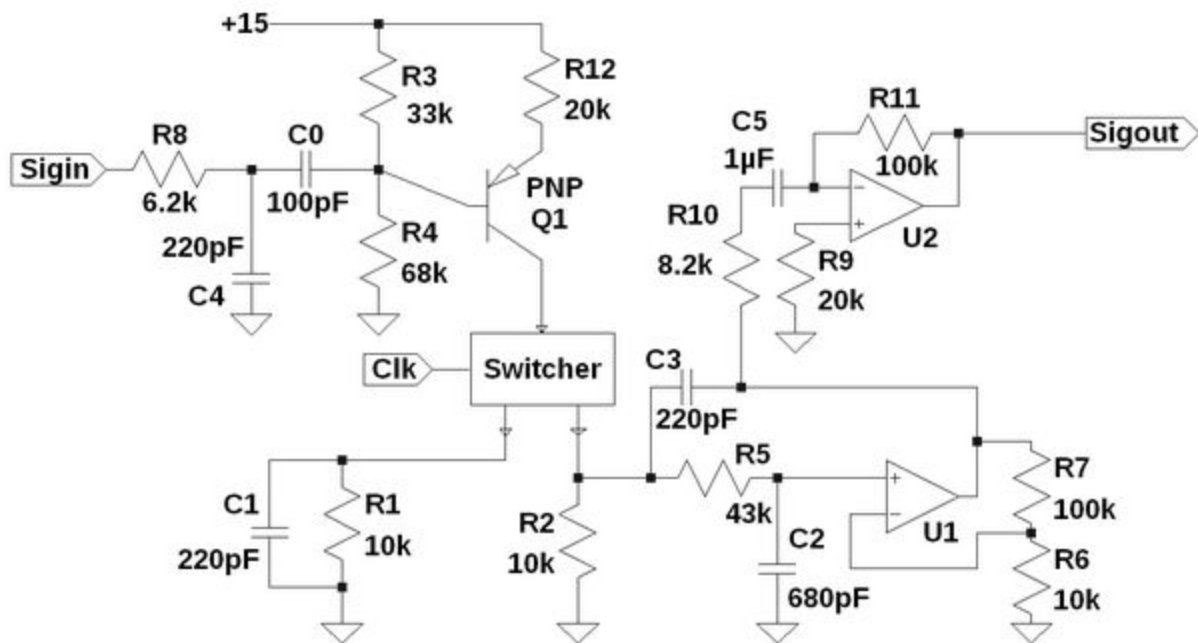 +15
R3
33k
R12
20k
R8
6.2k
C0
100pF
Sigin
220pF
C4
R4
68k
PNP
Q1
C5
1µF
R11
100k
Sigout
R10
8.2k
R9
20k
U2
−
+
Clk
Switcher
C3
220pF
C1
220pF
R1
10k
R2
10k
R5
43k
C2
680pF
+
−
U1
R7
100k
R6
10k